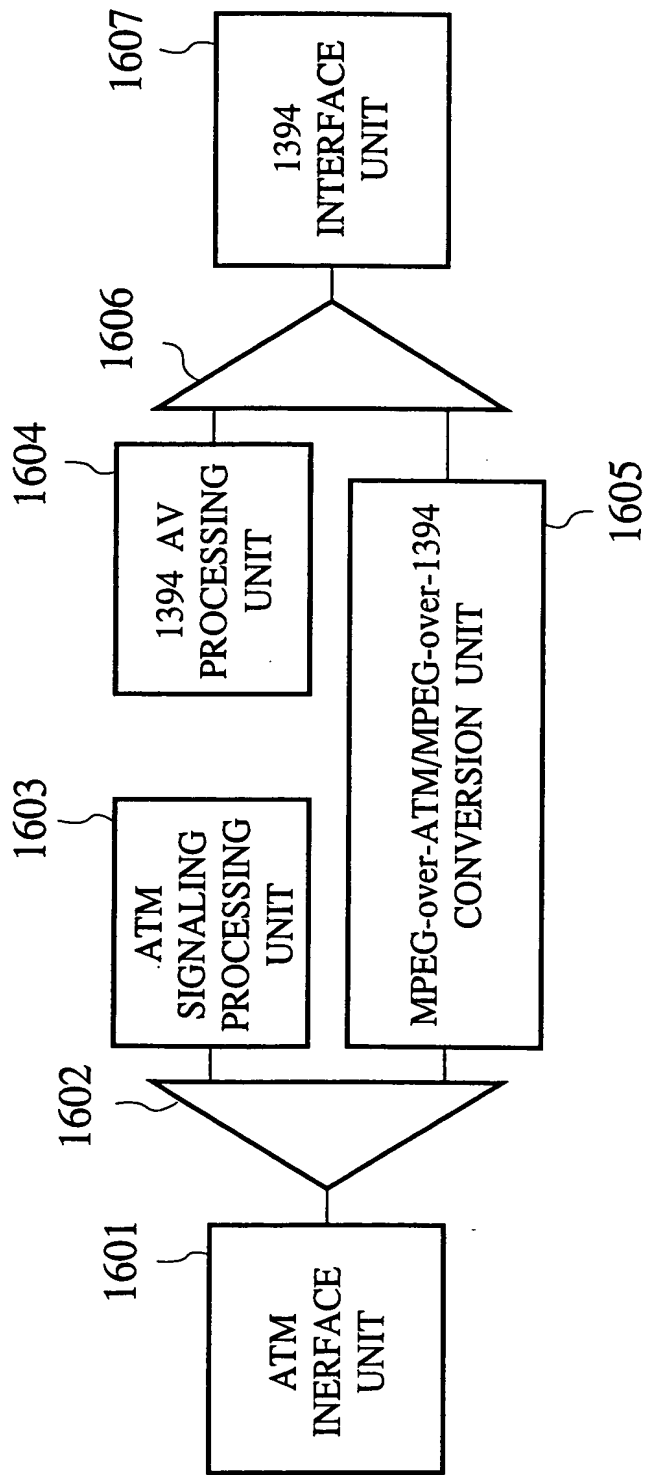 1601
ATM
INERFACE
UNIT
1602
1603
ATM
SIGNALING
PROCESSING
UNIT
1604
1394 AV
PROCESSING
UNIT
MPEG-over-ATM/MPEG-over-1394
CONVERSION UNIT
1605
1606
1607
1394
INTERFACE
UNIT